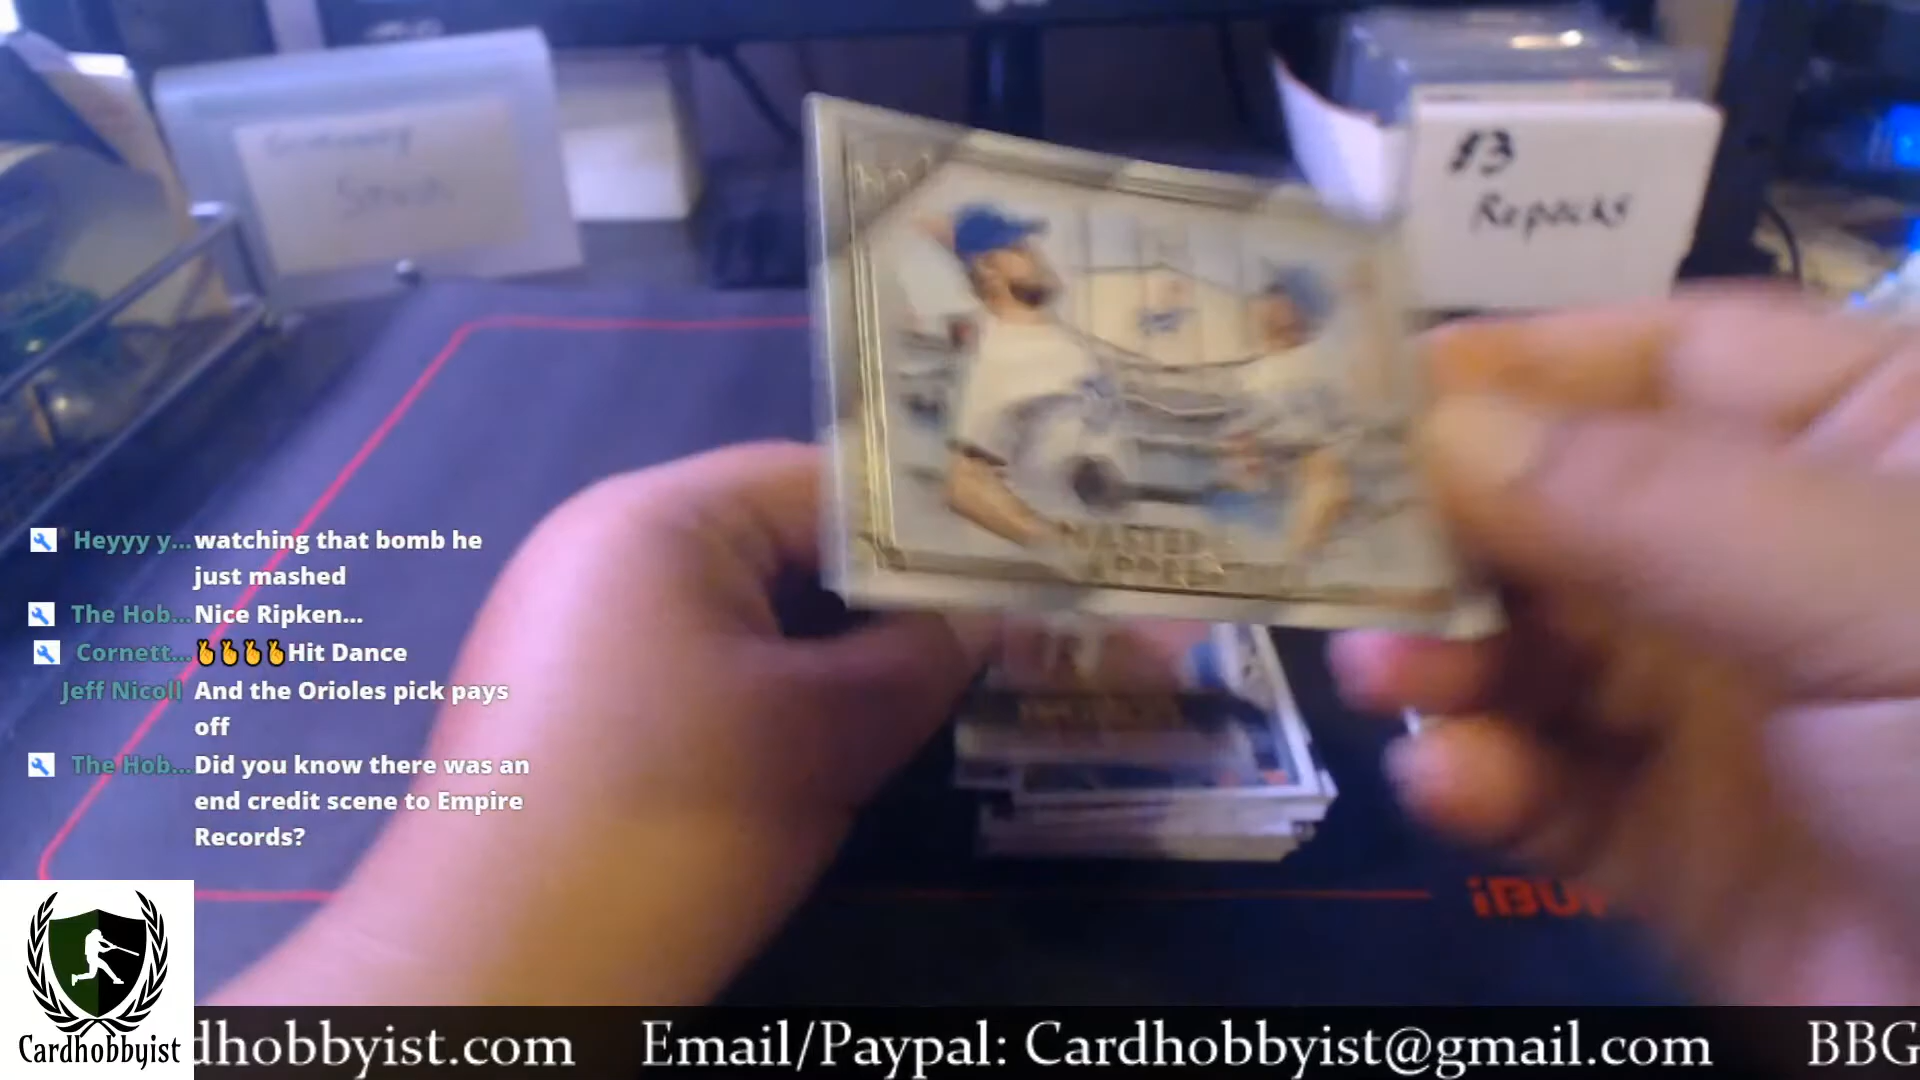 $3
Repacks
MASTER &
Heyyy y...watching that bomb he
just mashed
The Hob...Nice Ripken...
Cornett...🤞🤞🤞🤞Hit Dance
Jeff Nicoll And the Orioles pick pays
off
The Hob...Did you know there was an
end credit scene to Empire
Records?
Cardhobbyist
dhobbyist.com Email/Paypal: Cardhobbyist@gmail.com BBG